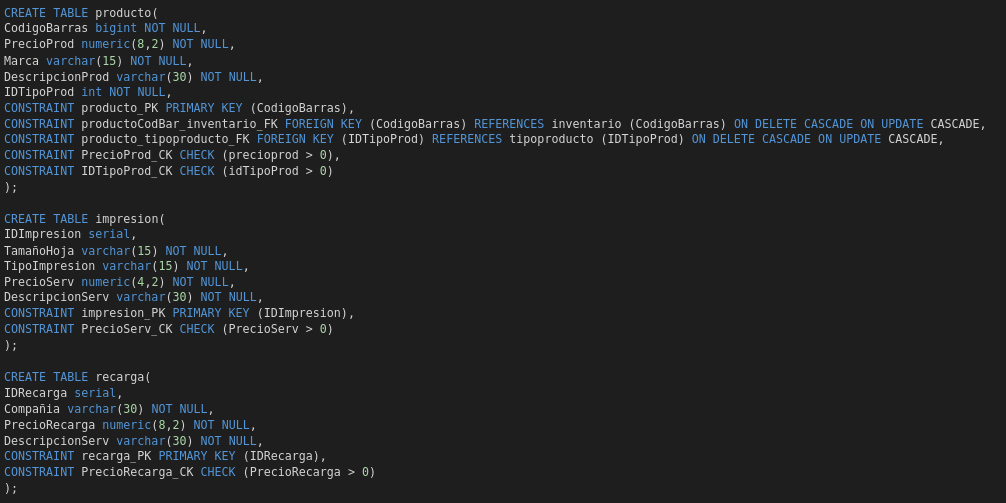 CREATE TABLE producto(
CodigoBarras bigint NOT NULL,
PrecioProd numeric(8,2) NOT NULL,
Marca varchar(15) NOT NULL,
DescripcionProd varchar(30) NOT NULL,
IDTipoProd int NOT NULL,
CONSTRAINT producto_PK PRIMARY KEY (CodigoBarras),
CONSTRAINT productoCodBar_inventario_FK FOREIGN KEY (CodigoBarras) REFERENCES inventario (CodigoBarras) ON DELETE CASCADE ON UPDATE CASCADE,
CONSTRAINT producto_tipoproducto_FK FOREIGN KEY (IDTipoProd) REFERENCES tipoproducto (IDTipoProd) ON DELETE CASCADE ON UPDATE CASCADE,
CONSTRAINT PrecioProd_CK CHECK (precioprod > 0),
CONSTRAINT IDTipoProd_CK CHECK (idTipoProd > 0)
);
CREATE TABLE impresion(
IDImpresion serial,
TamañoHoja varchar(15) NOT NULL,
TipoImpresion varchar(15) NOT NULL,
PrecioServ numeric(4,2) NOT NULL,
DescripcionServ varchar(30) NOT NULL,
CONSTRAINT impresion_PK PRIMARY KEY (IDImpresion),
CONSTRAINT PrecioServ_CK CHECK (PrecioServ > 0)
);
CREATE TABLE recarga(
IDRecarga serial,
Compañia varchar(30) NOT NULL,
PrecioRecarga numeric(8,2) NOT NULL,
DescripcionServ varchar(30) NOT NULL,
CONSTRAINT recarga_PK PRIMARY KEY (IDRecarga),
CONSTRAINT PrecioRecarga_CK CHECK (PrecioRecarga > 0)
);